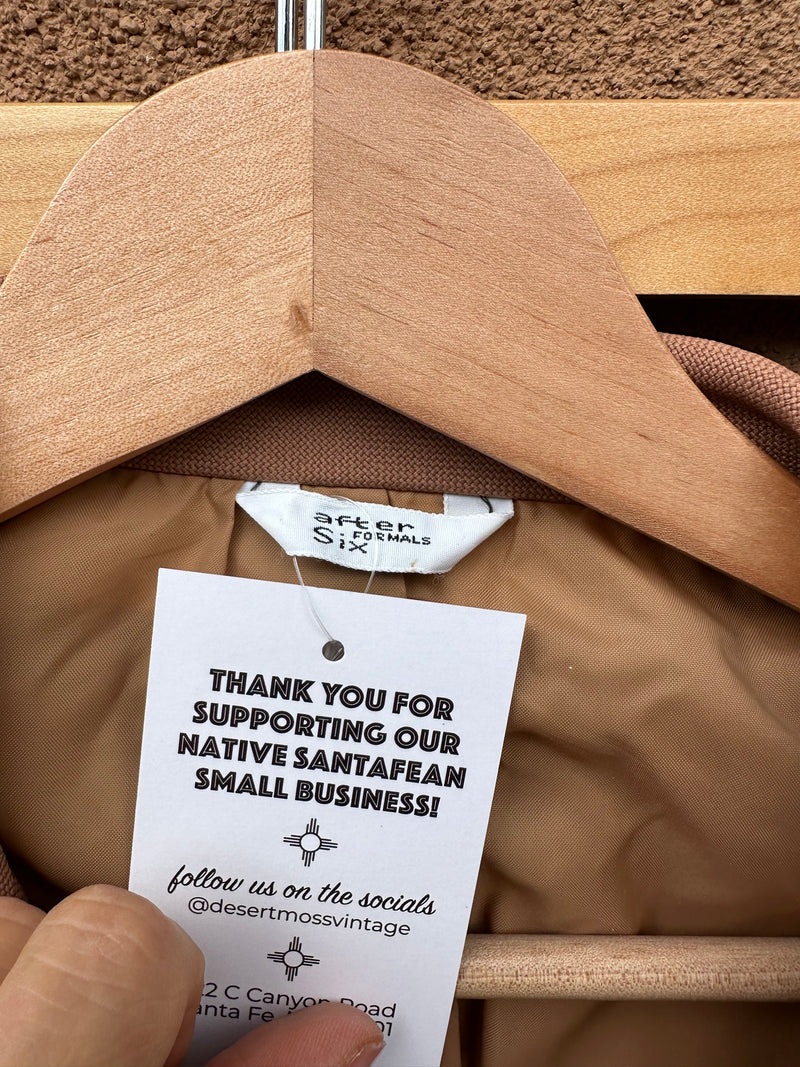 after
Six FORMALS
THANK YOU FOR
SUPPORTING OUR
NATIVE SANTAFEAN
SMALL BUSINESS!
follow us on the socials
@desertmossvintage
C Canyon Road
Fe,